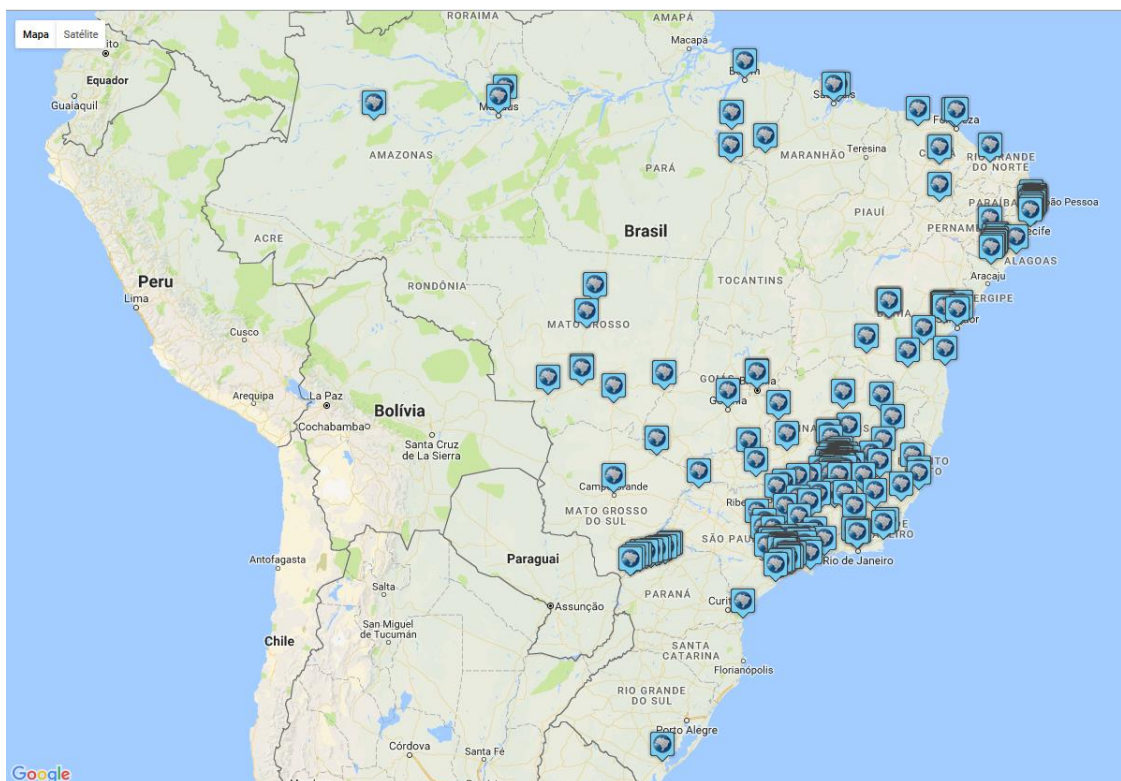 RORAIMA
AMAPÁ
Mapa
Satélite
Macapá
Equador
Guaiaquil
AMAZONAS
PARÁ
MARANHÃO
Teresina
RIO GRANDE
DO NORTE
PARAÍBA
João Pessoa
PIAUÍ
ACRE
Brasil
ALAGOAS
Aracaju
Peru
Lima
RONDÔNIA
TOCANTINS
MATO GROSSO
Cusco
GOIÁS
Arequipa
La Paz
Bolívia
Cochabamba
Santa Cruz
de La Sierra
MATO GROSSO
DO SUL
SÃO PAULO
Antofagasta
Paraguai
Rio de Janeiro
Salta
PARANÁ
Assunção
San Miguel
de Tucumán
Chile
SANTA
CATARINA
Florianópolis
RIO GRANDE
DO SUL
Porto Alegre
Córdova
Santa Fé
Google